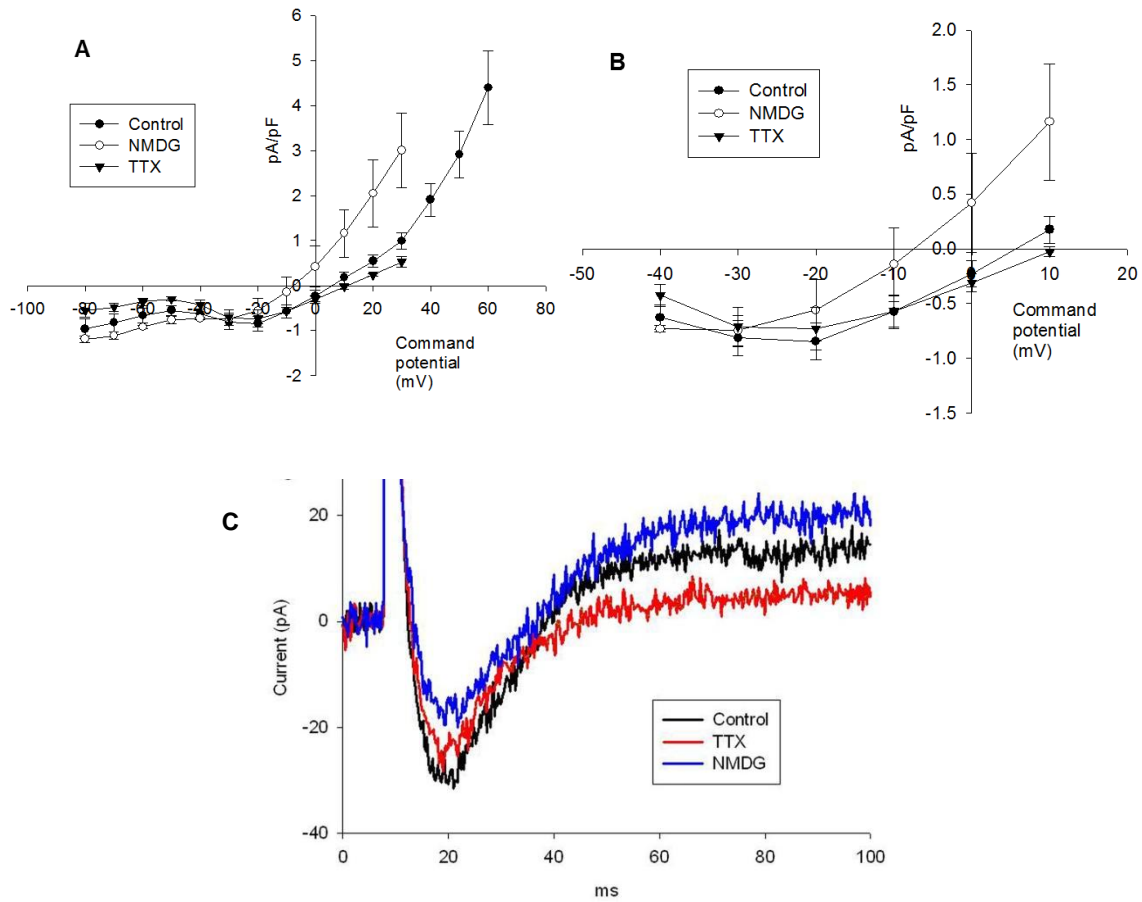 A
Control
NMDG
TTX
pA/pF
6
5
4
3
2
1
0
-1
-2
-100 -80 -60 -40 -20 0 20 40 60 80
Command
potential
(mV)
B
Control
NMDG
TTX
pA/pF
2.0
1.5
1.0
0.5
0.0
-0.5
-1.0
-1.5
-50 -40 -30 -20 -10 0 10 20
Command
potential
(mV)
C
Current (pA)
20
0
-20
-40
Control
TTX
NMDG
0 20 40 60 80 100
ms